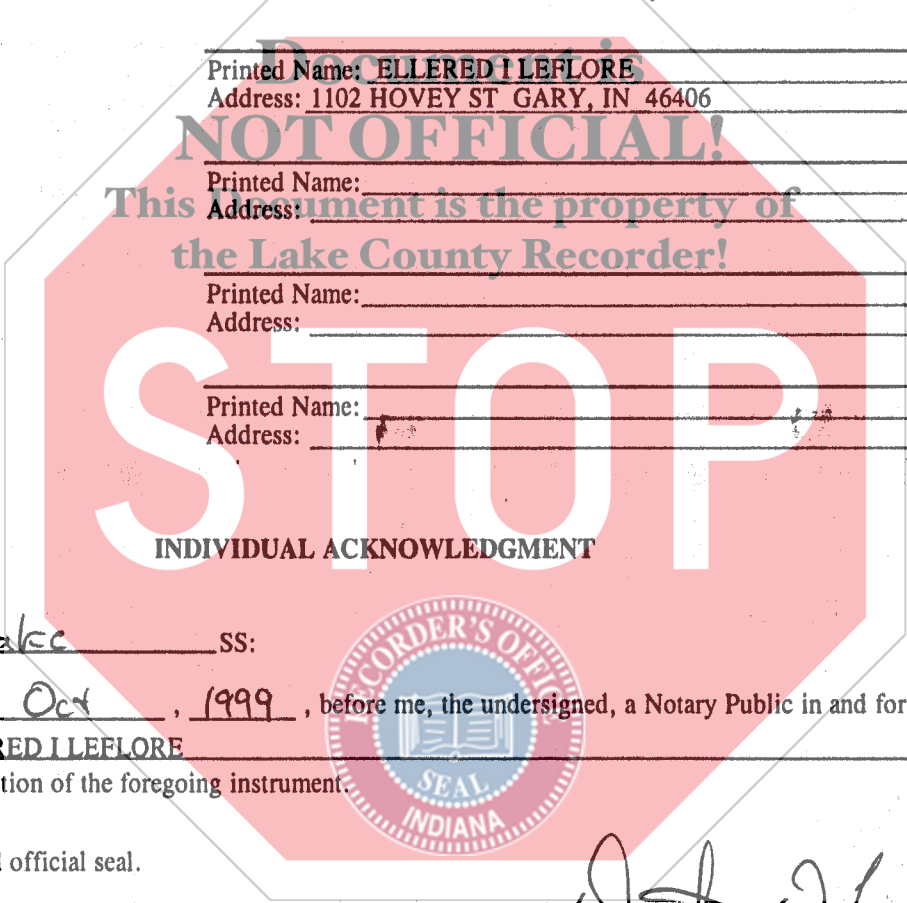 Document is
Printed Name: ELLERED I LEFLORE
Address: 1102 HOVEY ST GARY, IN 46406
NOT OFFICIAL!
Printed Name:
This Document is the property of
Address:
the Lake County Recorder!
Printed Name:
Address:
STOP
Printed Name:
Address:
INDIVIDUAL ACKNOWLEDGMENT
ake SS:
RECORDER'S OFFICE
Oct , 1999 , before me, the undersigned, a Notary Public in and for
RED I LEFLORE
tion of the foregoing instrument.
SEAL
INDIANA
official seal.